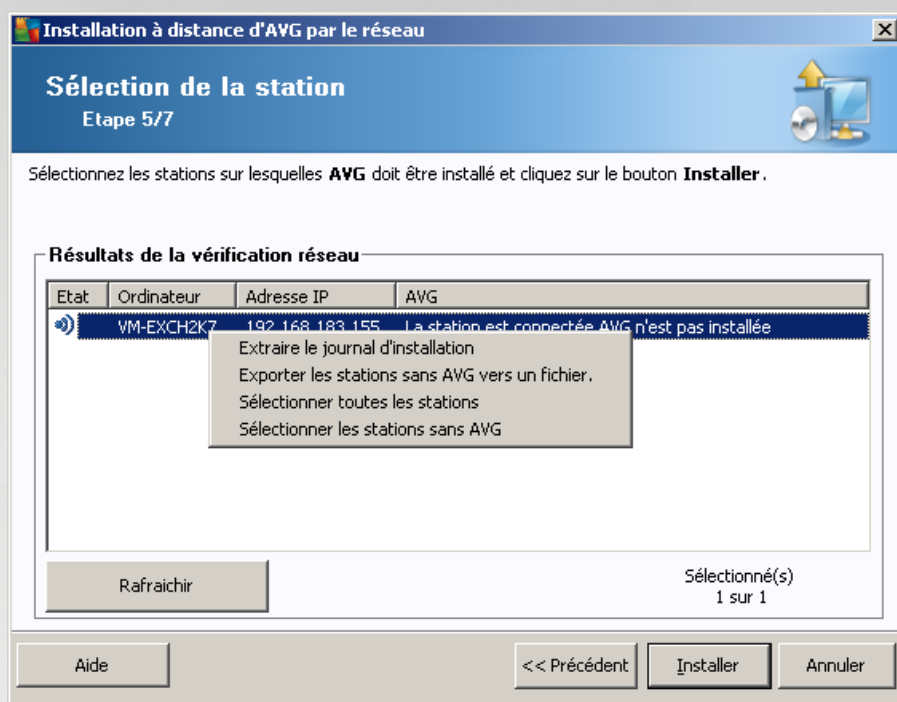 Installation à distance d'AVG par le réseau
Sélection de la station
Etape 5/7
Sélectionnez les stations sur lesquelles AVG doit être installé et cliquez sur le bouton Installer.
Résultats de la vérification réseau
Etat Ordinateur Adresse IP AVG
VM-EXCH2K7 192.168.183.155 La station est connectée AVG n'est pas installée
Extraire le journal d'installation
Exporter les stations sans AVG vers un fichier.
Sélectionner toutes les stations
Sélectionner les stations sans AVG
Rafraichir
Sélectionné(s)
1 sur 1
Aide << Précédent Installer Annuler